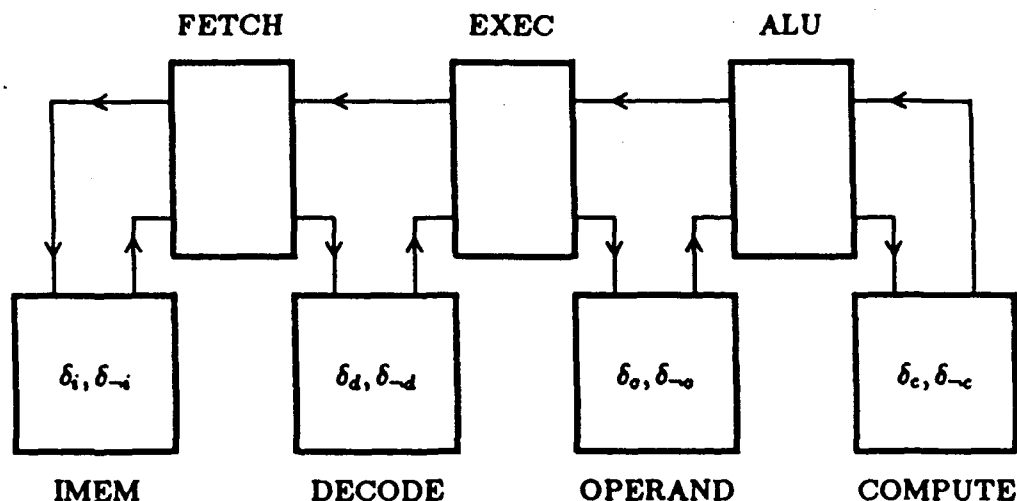 FETCH EXEC ALU
δi, δ¬i δd, δ¬d δo, δ¬o δc, δ¬c
IMEM DECODE OPERAND COMPUTE